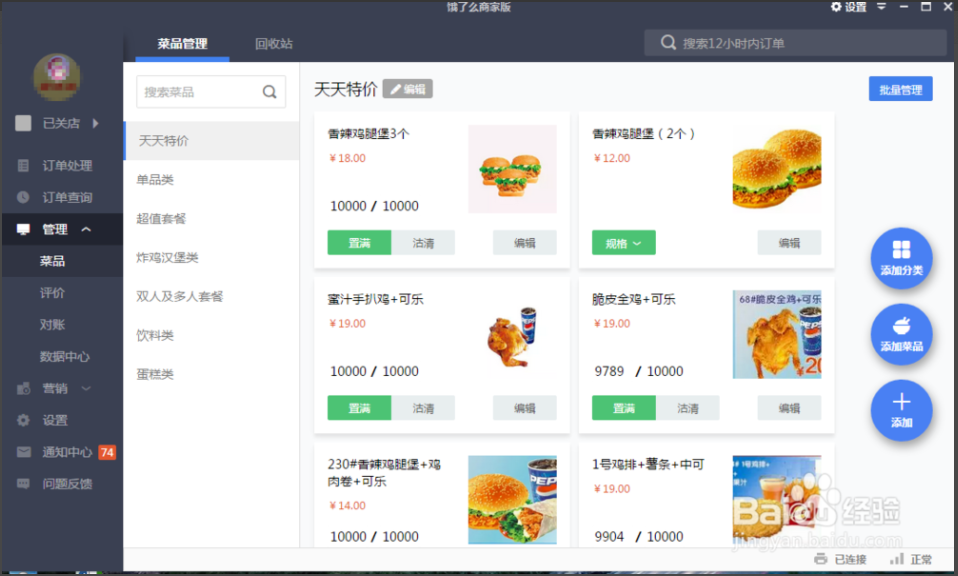 饿了么商家版
设置
菜品管理
回收站
搜索12小时内订单
已关店
订单处理
订单查询
管理
菜品
评价
对账
数据中心
营销
设置
通知中心 74
问题反馈
搜索菜品
天天特价
单品类
超值套餐
炸鸡汉堡类
双人及多人套餐
饮料类
蛋糕类
天天特价
编辑
批量管理
香辣鸡腿堡3个
¥18.00
10000 / 10000
置满
沽清
编辑
香辣鸡腿堡（2个）
¥12.00
规格
编辑
蜜汁手扒鸡+可乐
¥19.00
10000 / 10000
置满
沽清
编辑
脆皮全鸡+可乐
¥19.00
9789 / 10000
68#脆皮全鸡+可乐
置满
沽清
编辑
230#香辣鸡腿堡+鸡
肉卷+可乐
¥14.00
10000 / 10000
PEPS
1号鸡排+薯条+中可
¥19.00
9904 / 10000
添加分类
添加菜品
添加
Baidu经验
jingyan.baidu.com
已连接
正常